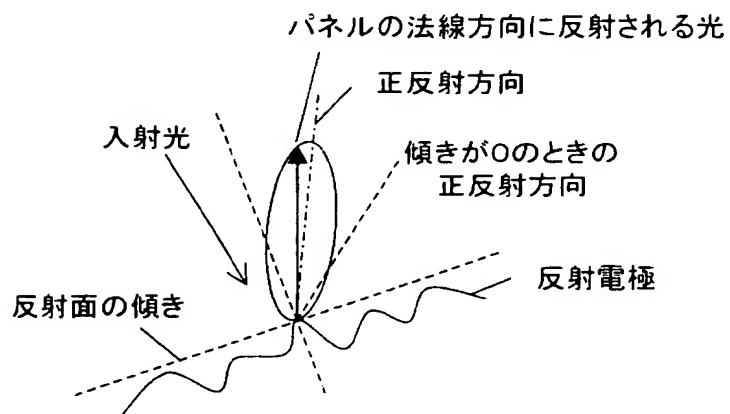 パネルの法線方向に反射される光
正反射方向
入射光
傾きが0のときの
正反射方向
反射電極
反射面の傾き